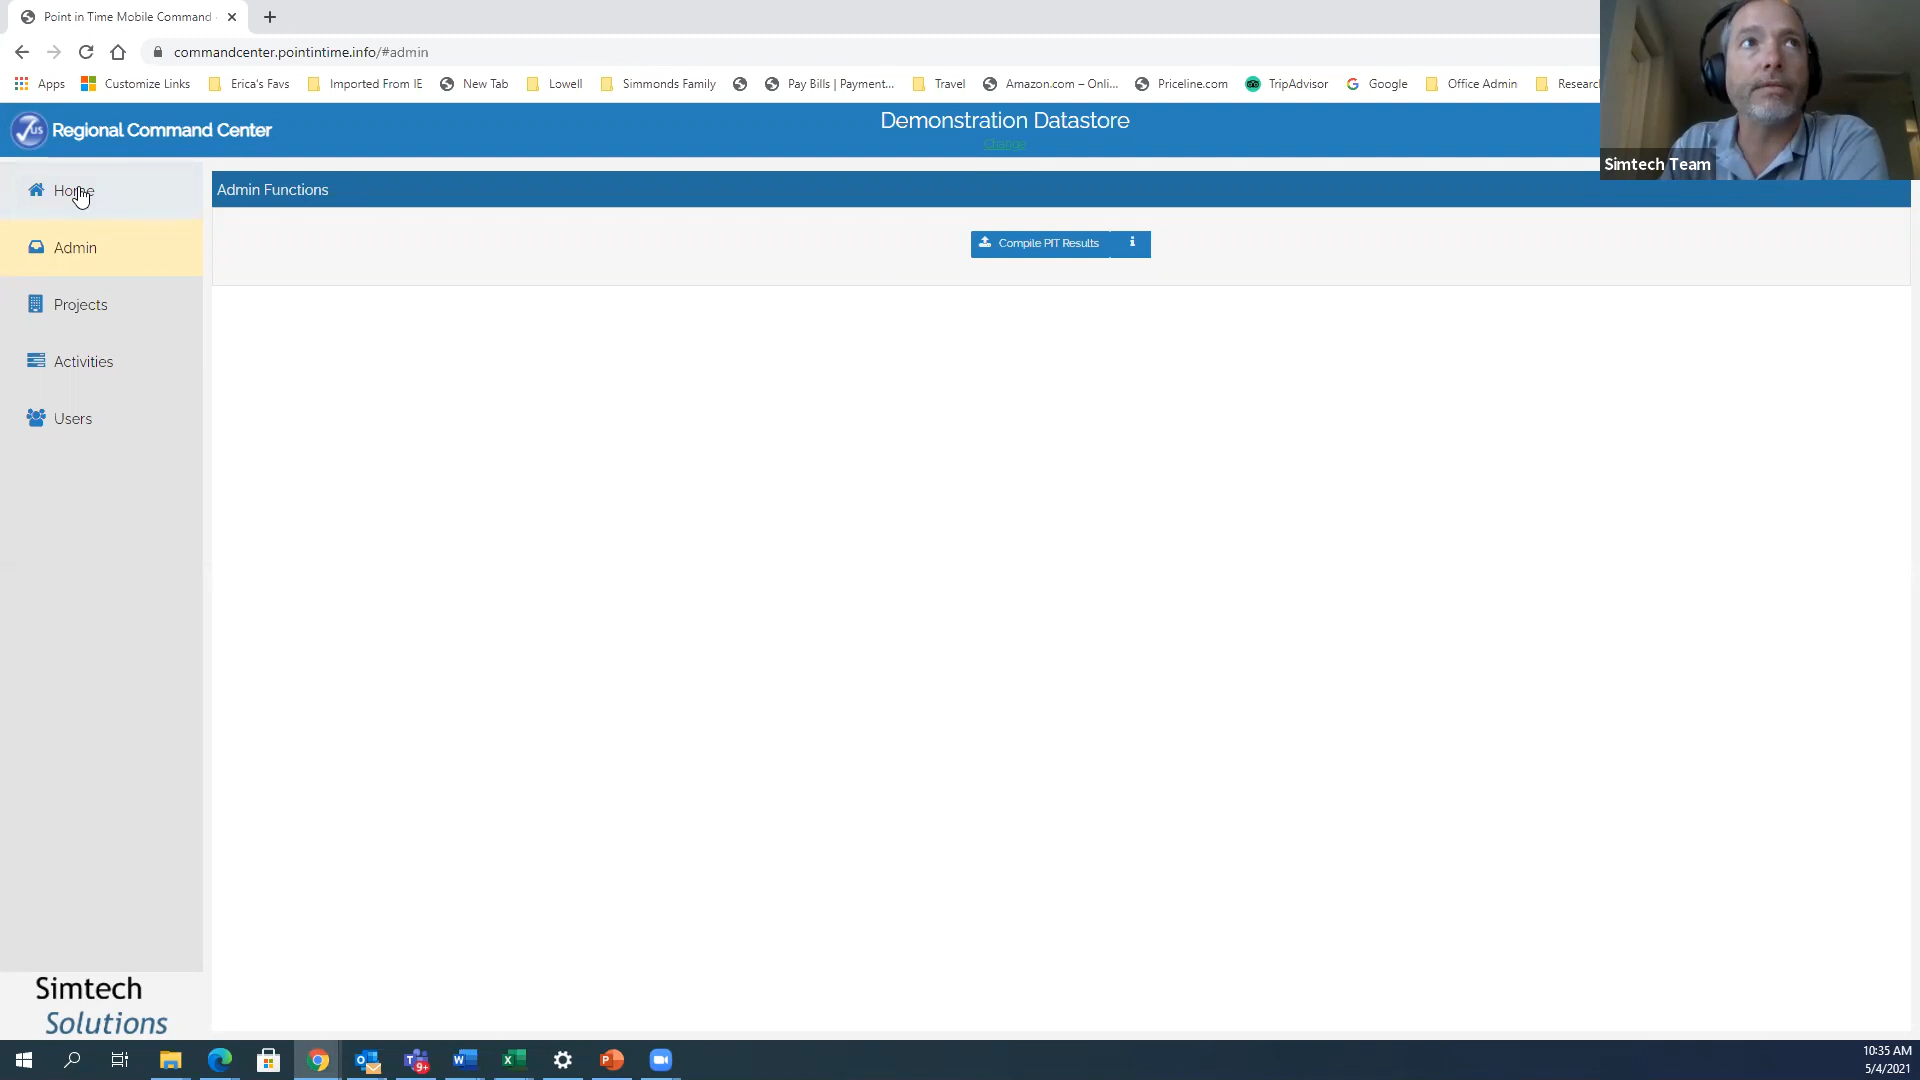 Point in Time Mobile Command
commandcenter.pointintime.info/#admin
Apps Customize Links Erica's Favs Imported From IE New Tab Lowell Simmonds Family Pay Bills | Payment... Travel Amazon.com – Onli... Priceline.com TripAdvisor Google Office Admin Researc
us Regional Command Center
Demonstration Datastore
Change
Simtech Team
Home
Admin
Projects
Activities
Users
Admin Functions
Compile PIT Results
Simtech
Solutions
9+
10:35 AM
5/4/2021